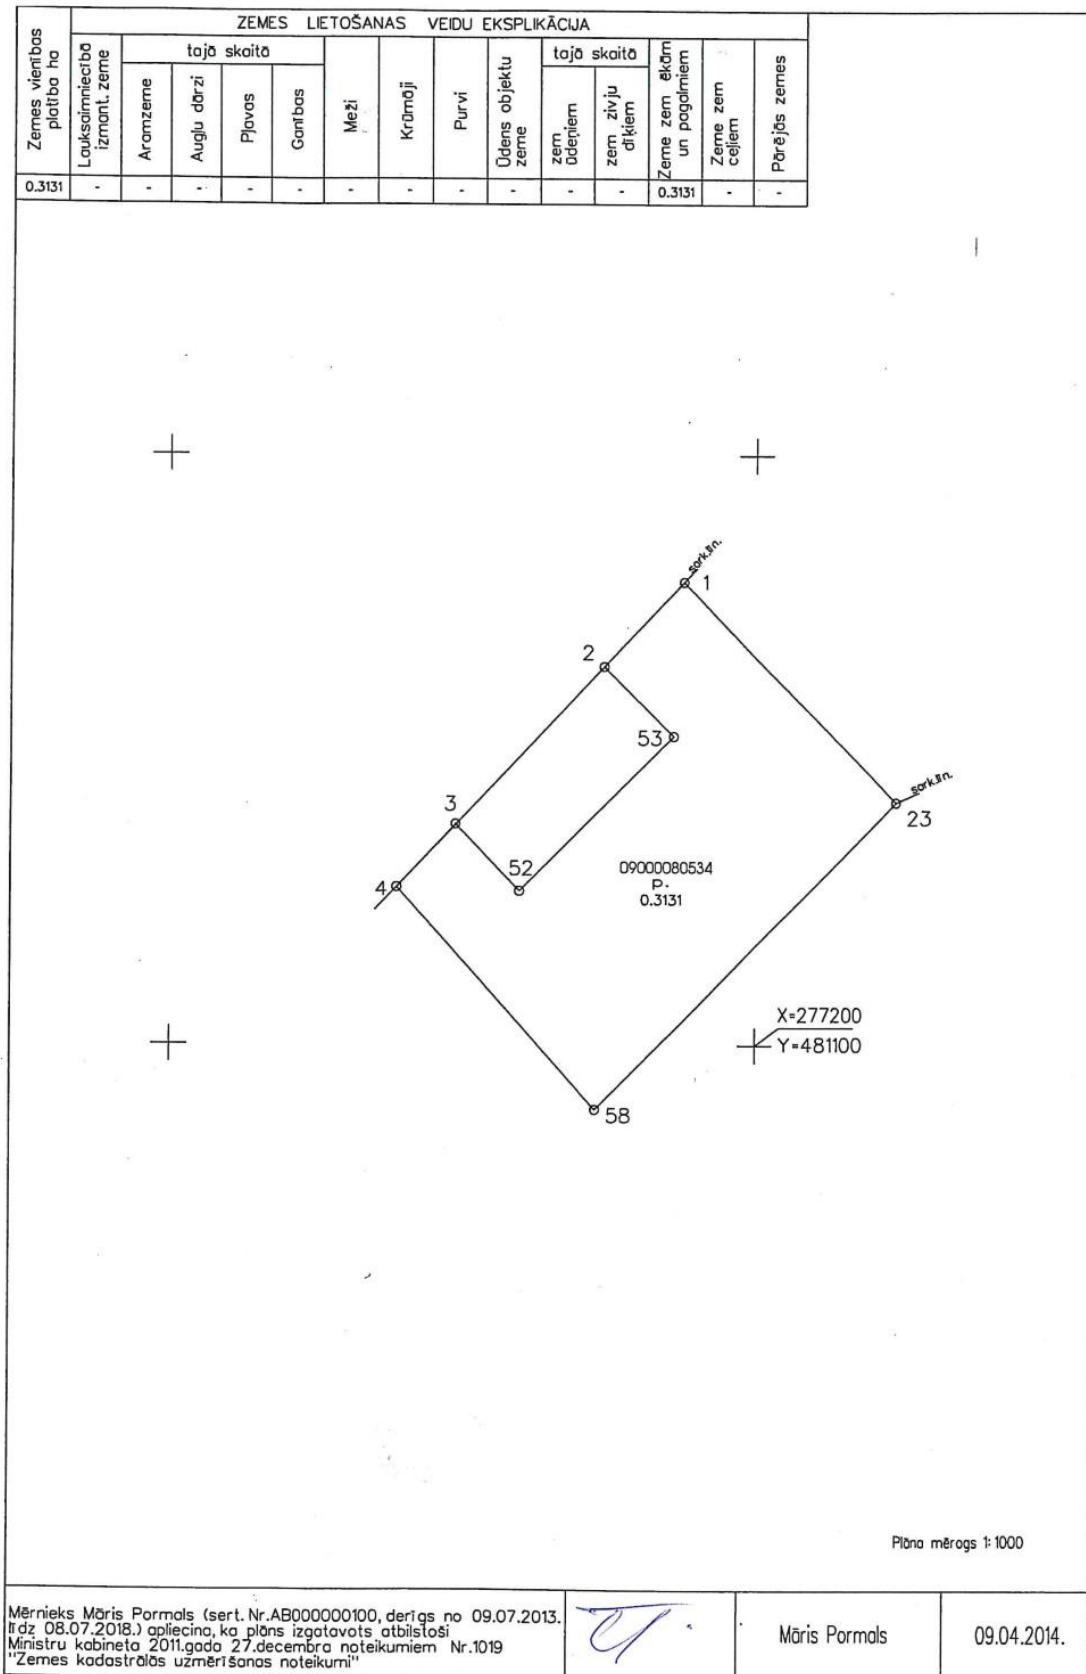 ZEMES LIETOŠANAS VEIDU EKSPLIKĀCIJA
Zemes vienības
platība ha
Lauksaimniecībā
izmant. zeme
tajā skaitā
Aramzeme
Augļu dārzi
Pļavas
Ganības
Meži
Krūmāji
Purvi
Ūdens objektu
zeme
tajā skaitā
zem
ūdeņiem
zem zivju
dīķiem
Zeme zem ēkām
un pagalmiem
Zeme zem
ceļiem
Pārējās zemes
0.3131 - - - - - - - - - - - 0.3131 - -
sark.līn.
1
2
53
sark.līn.
23
3
52
4
09000080534
p.
0.3131
X=277200
Y=481100
58
Plāna mērogs 1:1000
Mērnieks Māris Pormals (sert. Nr.AB000000100, derīgs no 09.07.2013.
līdz 08.07.2018.) apliecina, ka plāns izgatavots atbilstoši
Ministru kabineta 2011.gada 27.decembra noteikumiem Nr.1019
"Zemes kadastrālās uzmērīšanas noteikumi"
Māris Pormals
09.04.2014.